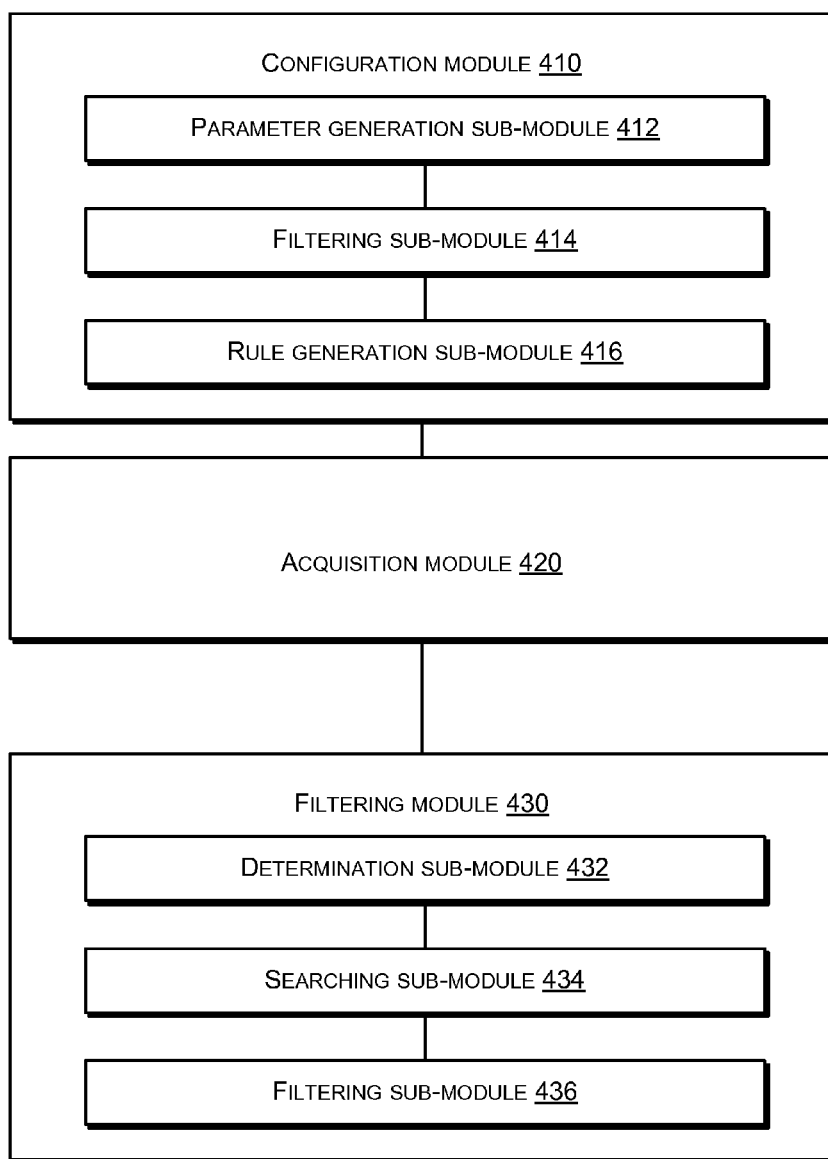 CONFIGURATION MODULE 410
PARAMETER GENERATION SUB-MODULE 412
FILTERING SUB-MODULE 414
RULE GENERATION SUB-MODULE 416
ACQUISITION MODULE 420
FILTERING MODULE 430
DETERMINATION SUB-MODULE 432
SEARCHING SUB-MODULE 434
FILTERING SUB-MODULE 436